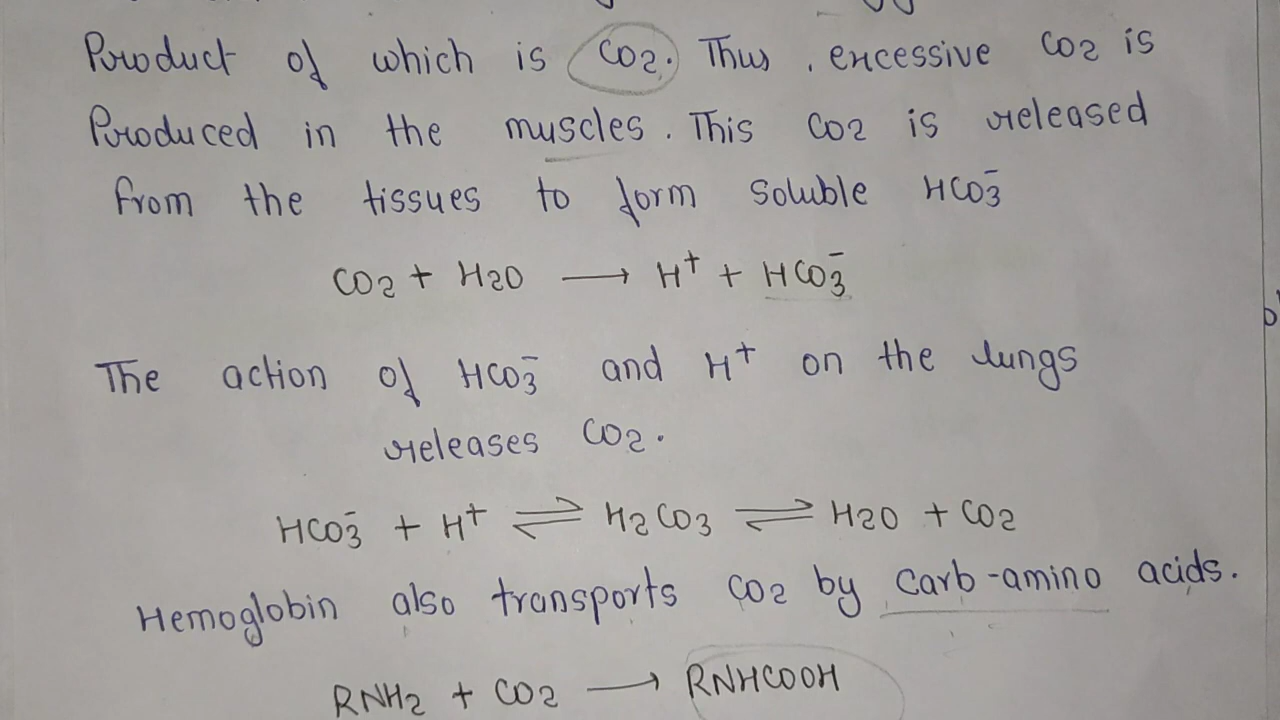 Product of which is CO2. Thus, excessive CO2 is
Produced in the muscles. This CO2 is released
from the tissues to form soluble HCO3⁻
CO2 + H2O ⟶ H⁺ + HCO3⁻
The action of HCO3⁻ and H⁺ on the lungs
releases CO2.
HCO3⁻ + H⁺ ⇌ H2CO3 ⇌ H2O + CO2
Hemoglobin also transports CO2 by carb-amino acids.
RNH2 + CO2 ⟶ RNHCOOH